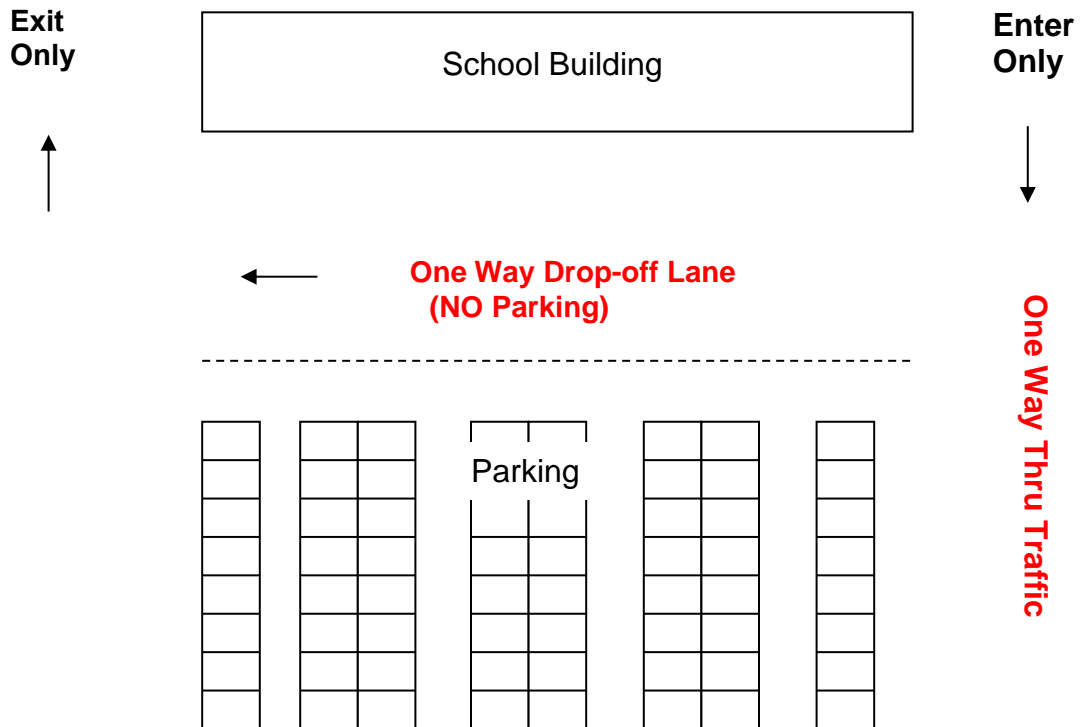 Exit
Only
School Building
Enter
Only
One Way Drop-off Lane
(NO Parking)
One Way Thru Traffic
Parking